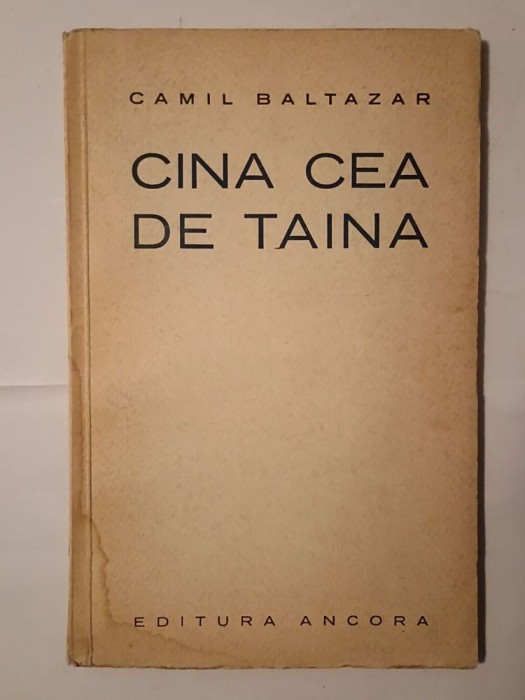 CAMIL BALTAZAR
CINA CEA
DE TAINA
EDITURA ANCORA